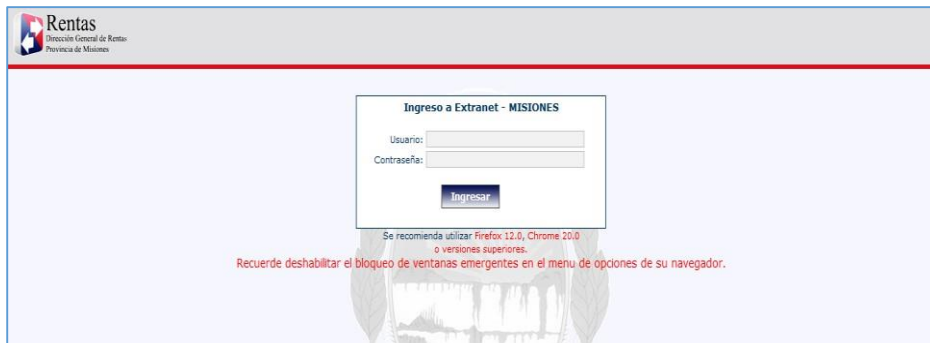 Rentas
Dirección General de Rentas
Provincia de Misiones
Ingreso a Extranet - MISIONES
Usuario:
Contraseña:
Ingresar
Se recomienda utilizar Firefox 12.0, Chrome 20.0
o versiones superiores.
Recuerde deshabilitar el bloqueo de ventanas emergentes en el menu de opciones de su navegador.